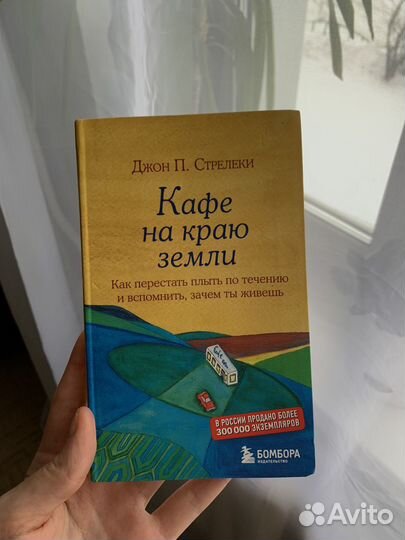 Джон П. Стрелеки
Кафе
на краю
земли
Как перестать плыть по течению
и вспомнить, зачем ты живешь
В РОССИИ ПРОДАНО БОЛЕЕ
300 000 ЭКЗЕМПЛЯРОВ
БОМБОРА
ИЗДАТЕЛЬСТВО
Avito